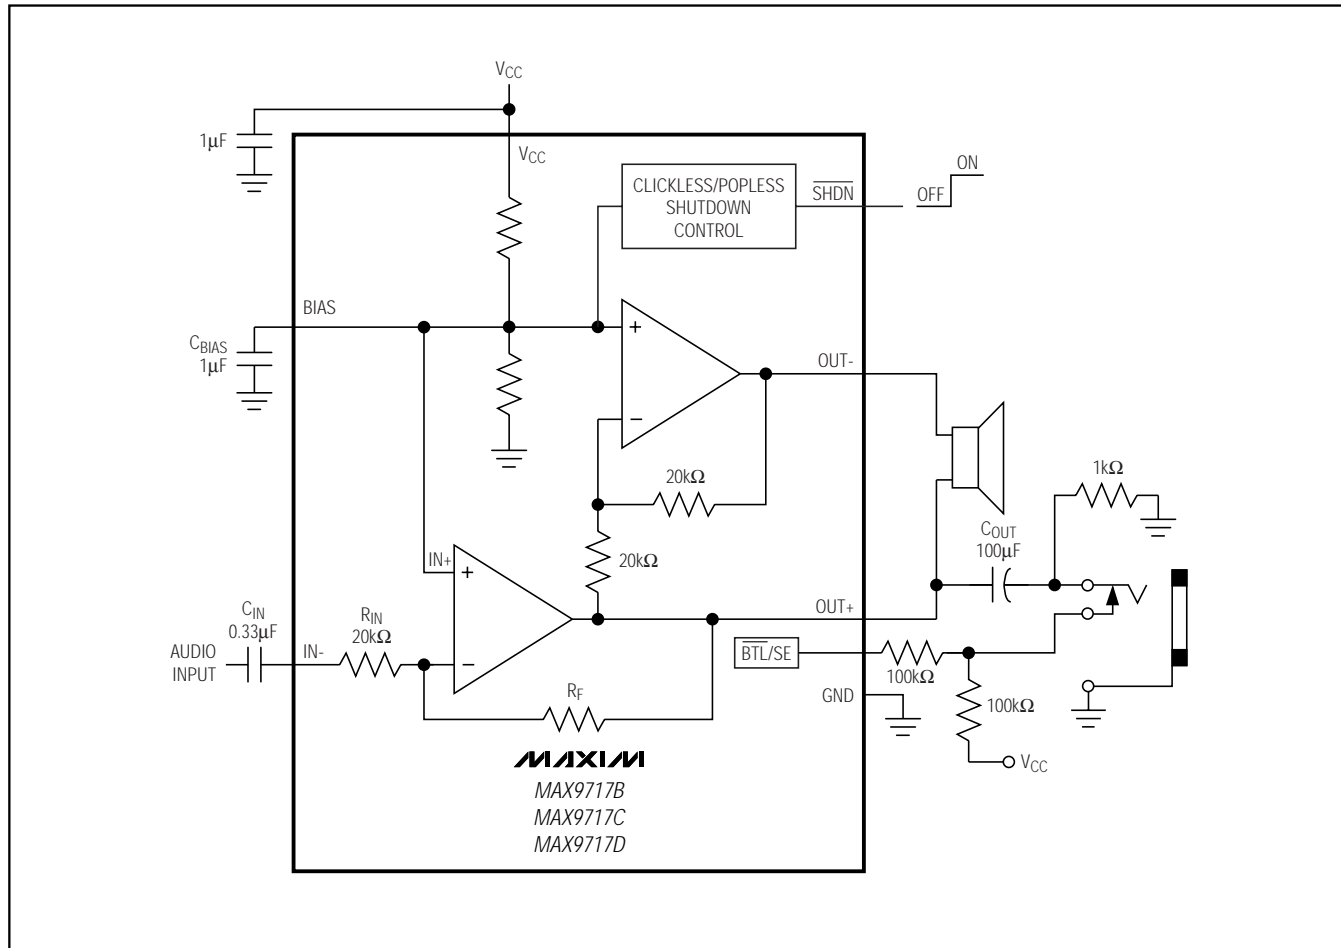 VCC
1µF
VCC
CLICKLESS/POPLESS
SHUTDOWN
CONTROL
SHDN
OFF
ON
BIAS
CBIAS
1µF
+
−
OUT-
20kΩ
20kΩ
1kΩ
COUT
100µF
IN+
+
−
OUT+
CIN
0.33µF
AUDIO
INPUT
IN-
RIN
20kΩ
RF
BTL/SE
100kΩ
GND
100kΩ
VCC
MAXIM
MAX9717B
MAX9717C
MAX9717D